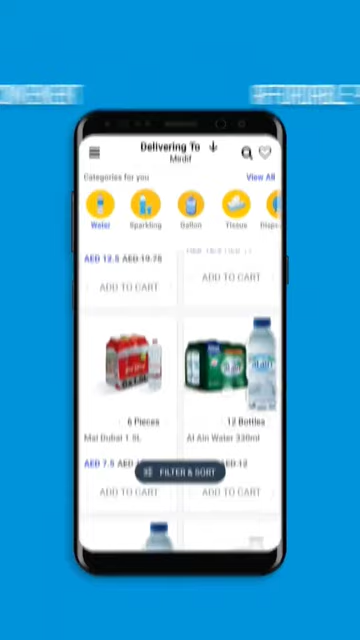 Delivering To
Mirdif
Categories for you
View All
Water
Sparkling
Gallon
Tissue
AED 12.5 AED 19.75
ADD TO CART
ADD TO CART
6 Pieces
12 Bottles
Mai Dubai 1.5L
Al Ain Water 330ml
AED 7.5
AED 12
FILTER & SORT
ADD TO CART
ADD TO CART